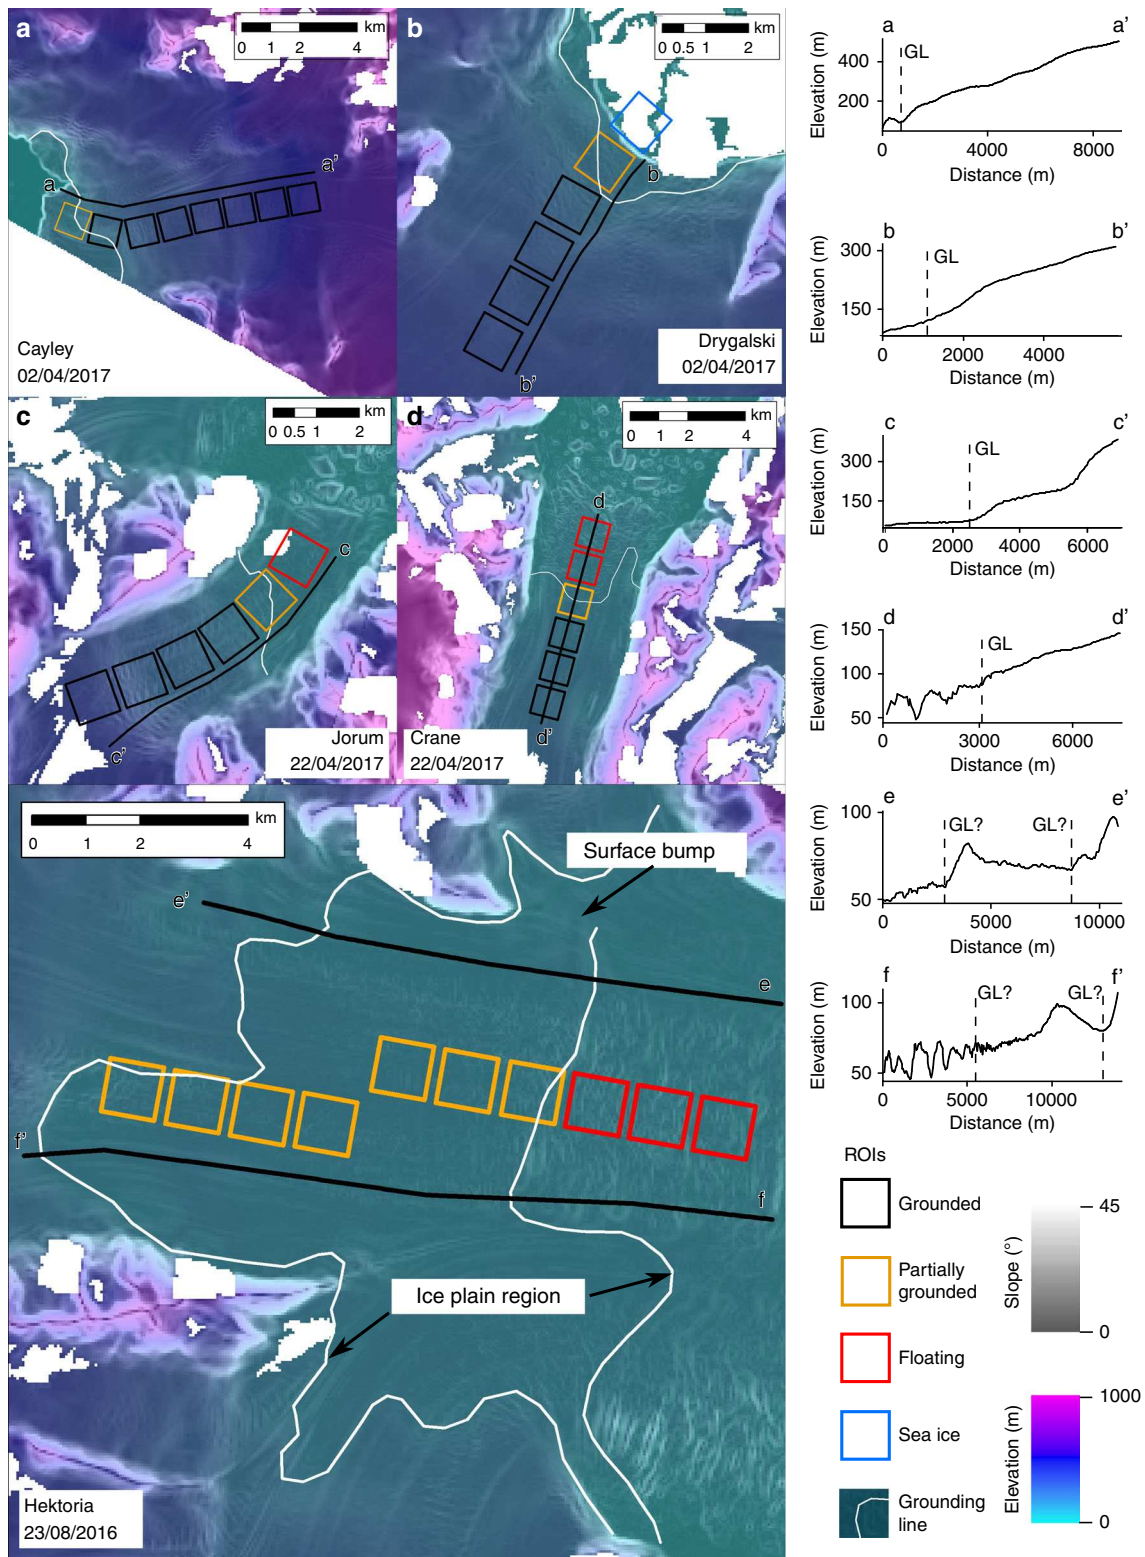 a
km
0 1 2 4
a
a'
Cayley
02/04/2017
b
km
0 0.5 1 2
b
b'
Drygalski
02/04/2017
c
km
0 0.5 1 2
c
c'
Jorum
22/04/2017
d
km
0 1 2 4
d
d'
Crane
22/04/2017
km
0 1 2 4
Surface bump
e'
e
f'
f
Ice plain region
Hektoria
23/08/2016
a a'
GL
Elevation (m)
400
200
0 4000 8000
Distance (m)
b b'
GL
Elevation (m)
300
150
0 2000 4000
Distance (m)
c c'
GL
Elevation (m)
300
150
0 2000 4000 6000
Distance (m)
d d'
GL
Elevation (m)
150
100
50
0 3000 6000
Distance (m)
e e'
GL? GL?
Elevation (m)
100
50
0 5000 10000
Distance (m)
f f'
GL? GL?
Elevation (m)
100
50
0 5000 10000
Distance (m)
ROIs
Grounded
Partially
grounded
Floating
Sea ice
Grounding
line
Slope (°)
45
0
Elevation (m)
1000
0